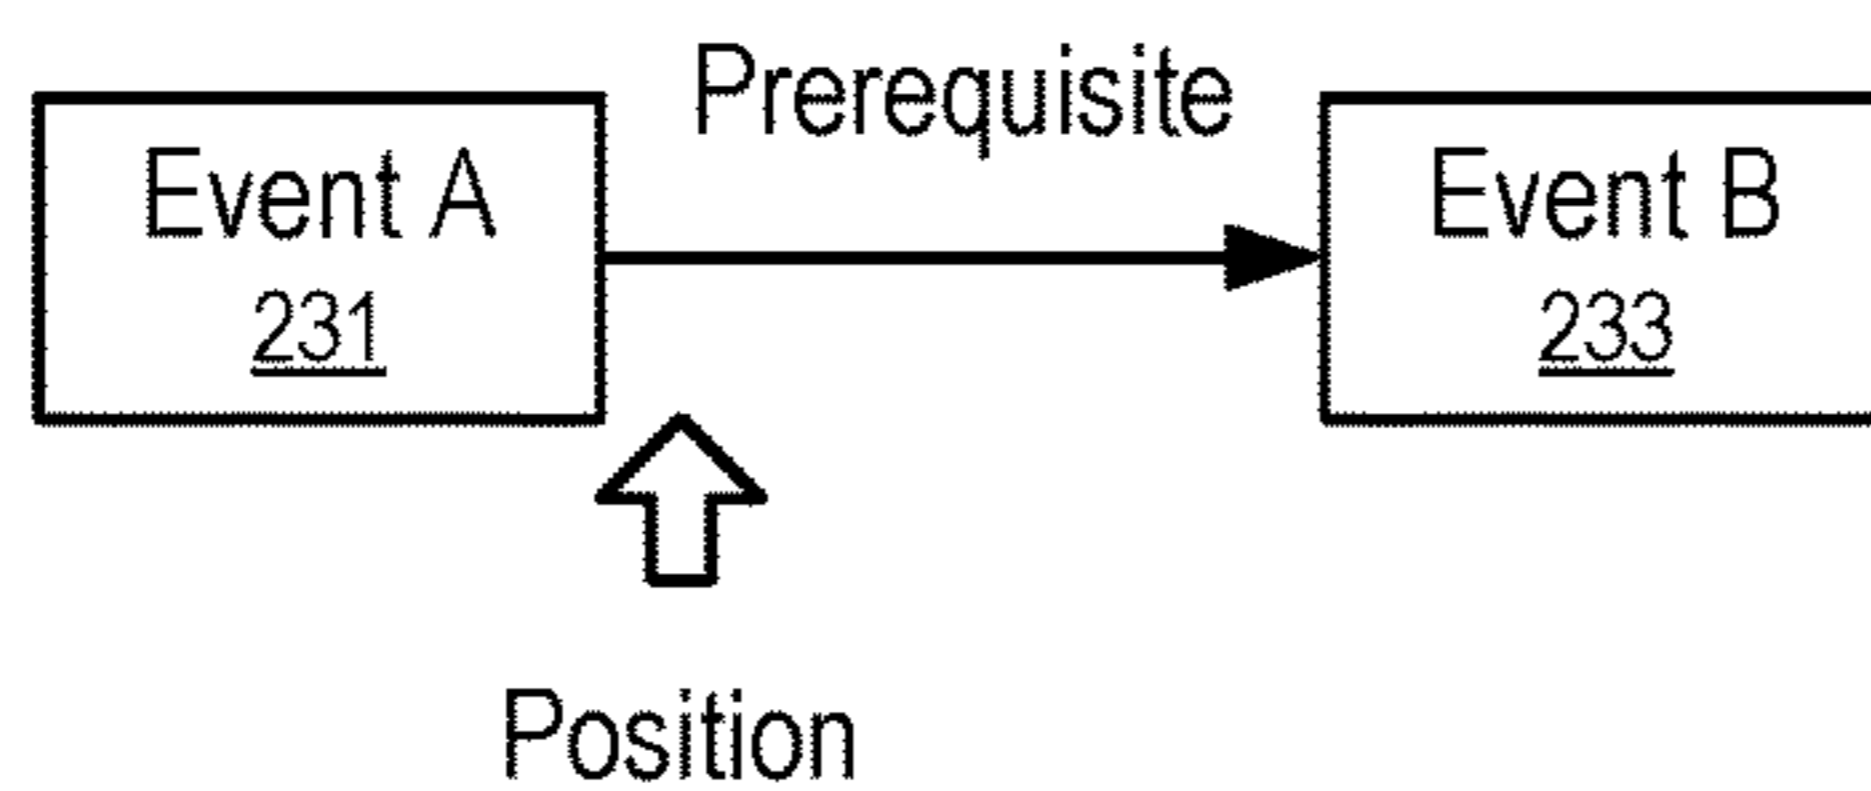 Prerequisite
Event A
231
Event B
233
Position